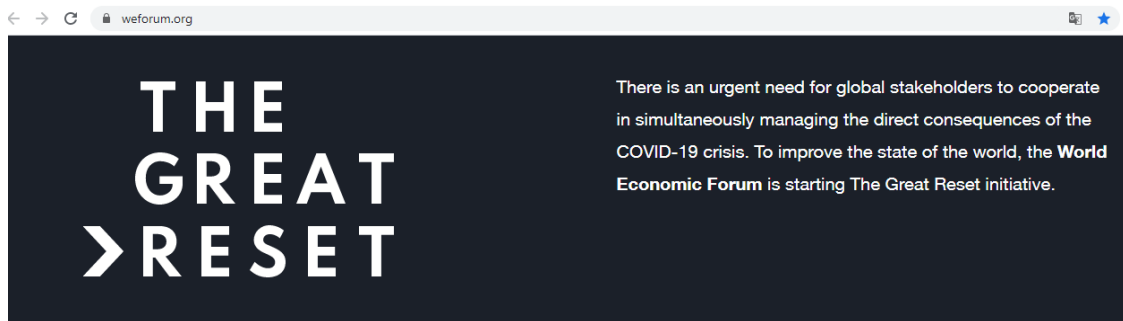 weforum.org
THE
GREAT
RESET
There is an urgent need for global stakeholders to cooperate
in simultaneously managing the direct consequences of the
COVID-19 crisis. To improve the state of the world, the World
Economic Forum is starting The Great Reset initiative.